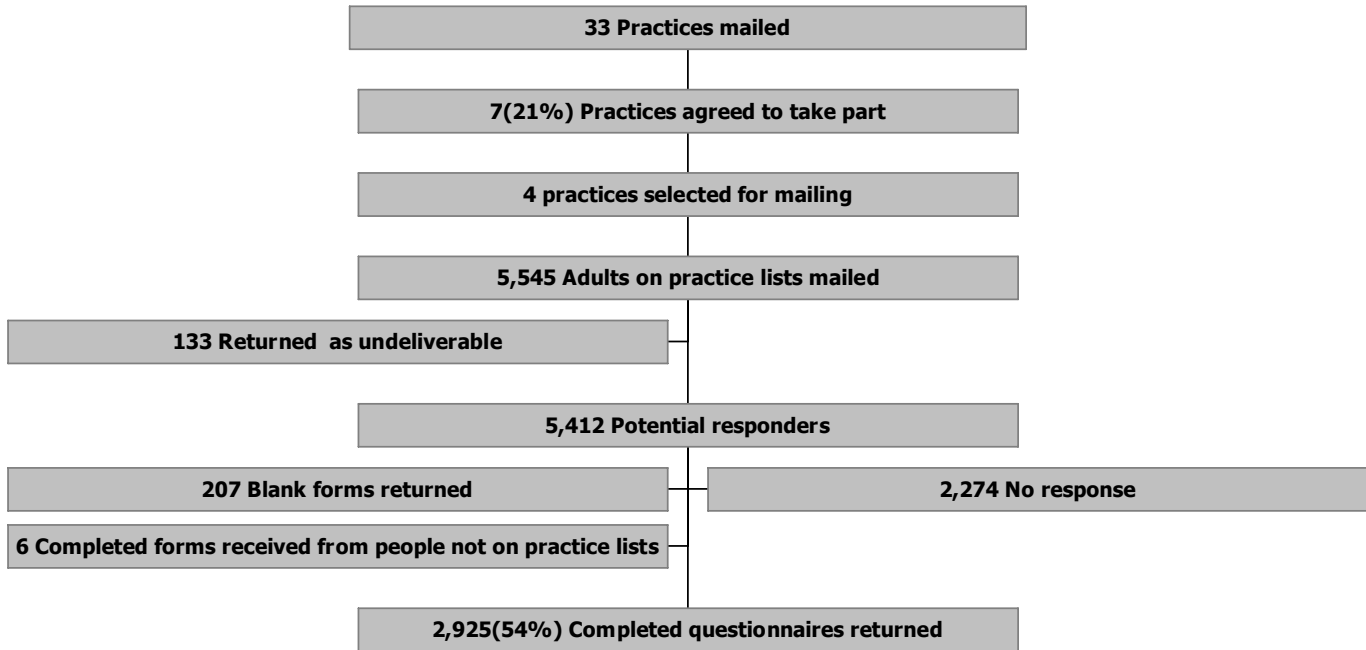 33 Practices mailed
7(21%) Practices agreed to take part
4 practices selected for mailing
5,545 Adults on practice lists mailed
133 Returned as undeliverable
5,412 Potential responders
207 Blank forms returned
2,274 No response
6 Completed forms received from people not on practice lists
2,925(54%) Completed questionnaires returned